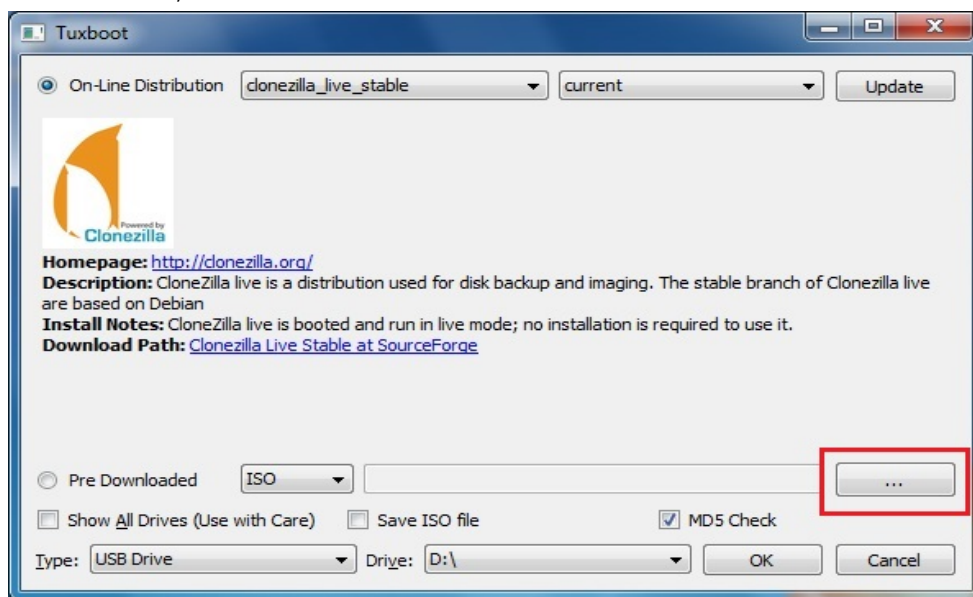 Tuxboot
On-Line Distribution clonezilla_live_stable current Update
Powered by
Clonezilla
Homepage: http://clonezilla.org/
Description: CloneZilla live is a distribution used for disk backup and imaging. The stable branch of Clonezilla live
are based on Debian
Install Notes: CloneZilla live is booted and run in live mode; no installation is required to use it.
Download Path: Clonezilla Live Stable at SourceForge
Pre Downloaded ISO ...
Show All Drives (Use with Care) Save ISO file MD5 Check
Type: USB Drive Drive: D:\ OK Cancel